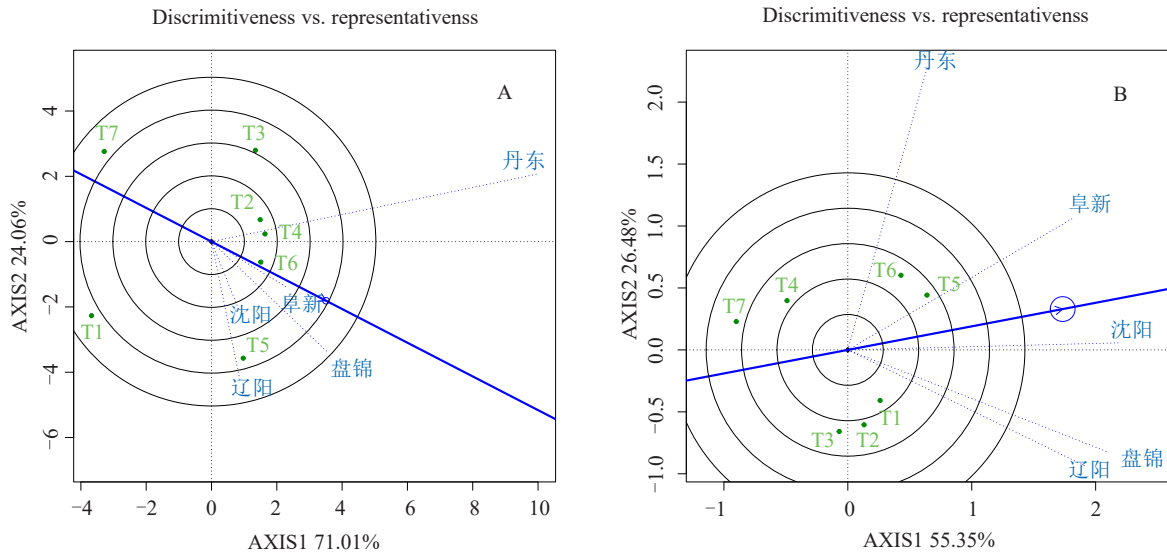 Discrimitiveness vs. representativenss
A
T7
T3
丹东
T2
T4
T6
阜新
沈阳
T1
T5
盘锦
辽阳
4
2
0
−2
−4
−6
AXIS2 24.06%
−4
−2
0
2
4
6
8
10
AXIS1 71.01%
Discrimitiveness vs. representativenss
丹东
B
阜新
T6
T5
T4
T7
沈阳
T1
T3
T2
盘锦
辽阳
2.0
1.5
1.0
0.5
0.0
−0.5
−1.0
AXIS2 26.48%
−1
0
1
2
AXIS1 55.35%